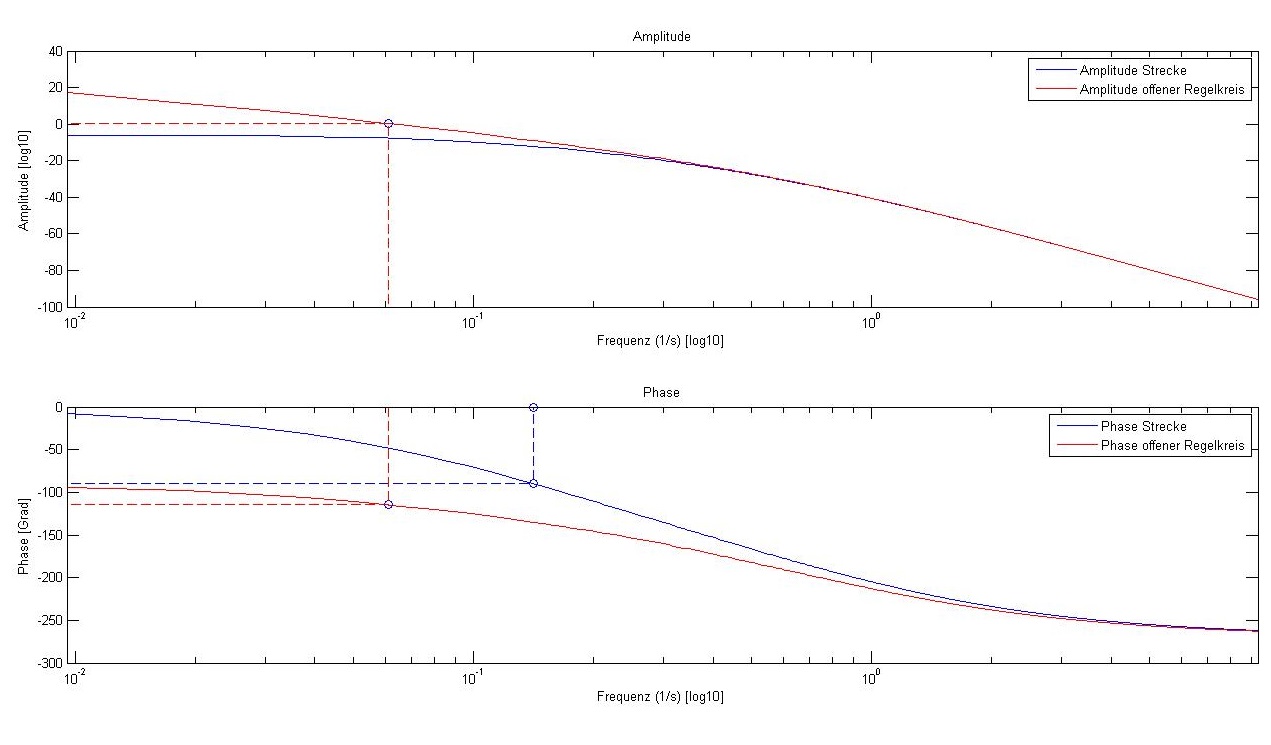 Amplitude
Amplitude [log10]
40
20
0
-20
-40
-60
-80
-100
Amplitude Strecke
Amplitude offener Regelkreis
10^-2
10^-1
10^0
Frequenz (1/s) [log10]
Phase
Phase [Grad]
0
-50
-100
-150
-200
-250
-300
Phase Strecke
Phase offener Regelkreis
10^-2
10^-1
10^0
Frequenz (1/s) [log10]